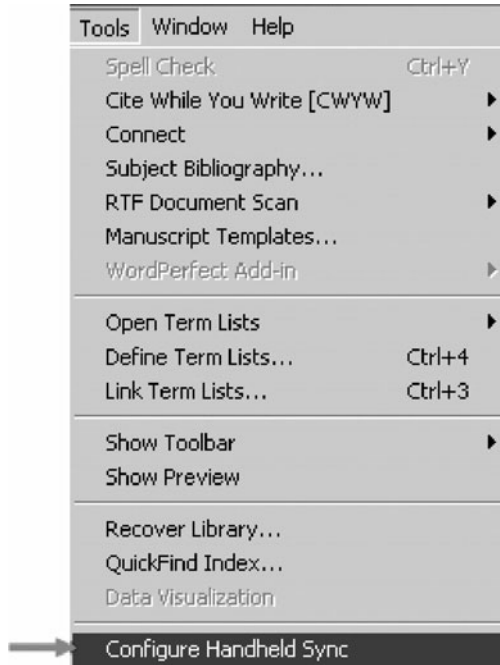 Tools Window Help
Spell Check Ctrl+Y
Cite While You Write [CWYW]
Connect
Subject Bibliography...
RTF Document Scan
Manuscript Templates...
WordPerfect Add-in
Open Term Lists
Define Term Lists... Ctrl+4
Link Term Lists... Ctrl+3
Show Toolbar
Show Preview
Recover Library...
QuickFind Index...
Data Visualization
Configure Handheld Sync